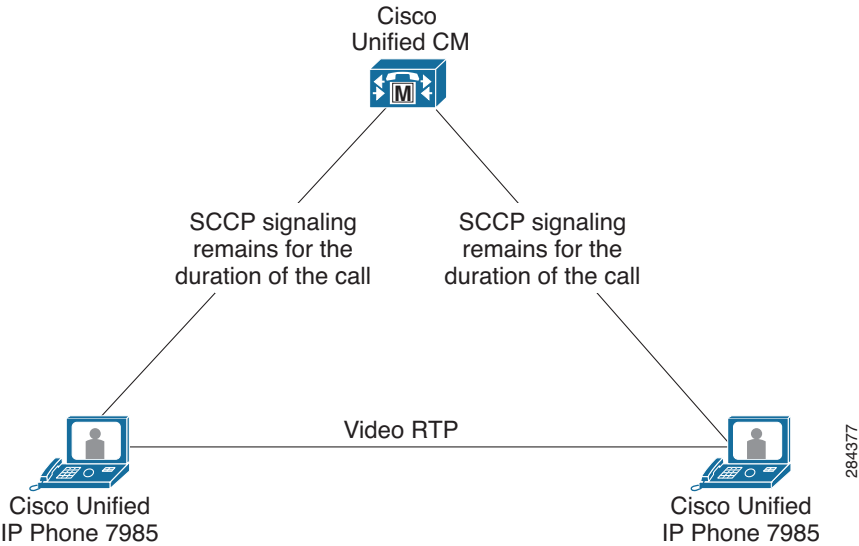 Cisco
Unified CM
M
SCCP signaling
remains for the
duration of the call
SCCP signaling
remains for the
duration of the call
Video RTP
Cisco Unified
IP Phone 7985
Cisco Unified
IP Phone 7985
284377